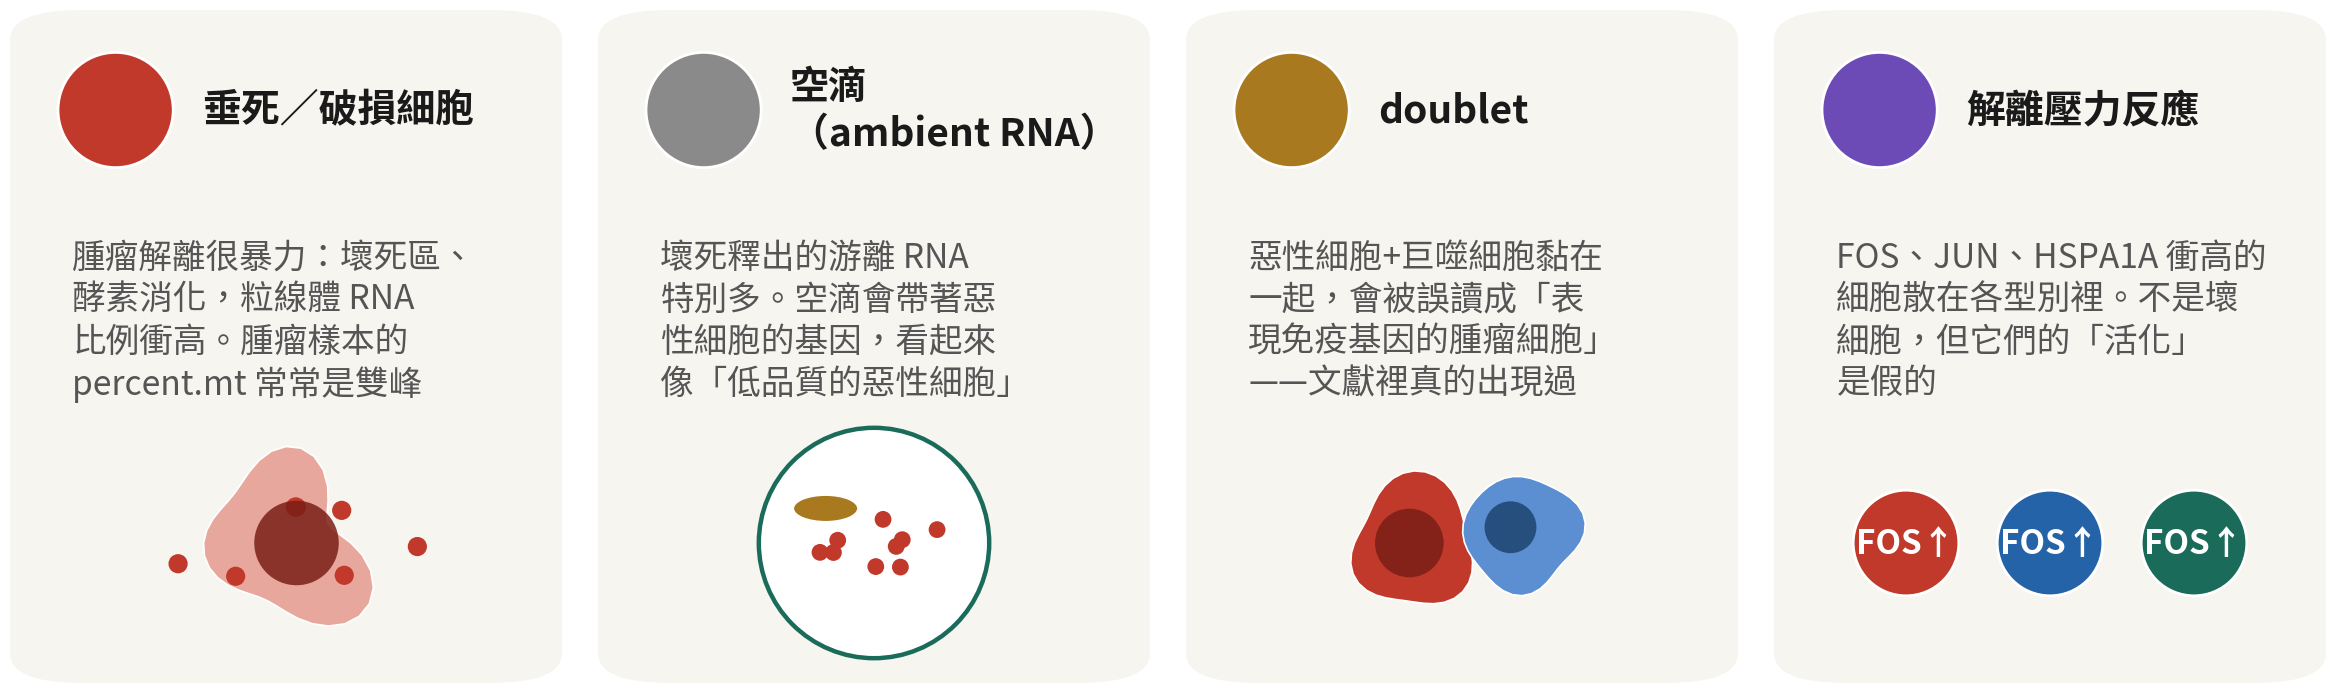 垂死／破損細胞
腫瘤解離很暴力：壞死區、
酵素消化，粒線體 RNA
比例衝高。腫瘤樣本的
percent.mt 常常是雙峰
空滴
（ambient RNA）
壞死釋出的游離 RNA
特別多。空滴會帶著惡
性細胞的基因，看起來
像「低品質的惡性細胞」
doublet
惡性細胞+巨噬細胞黏在
一起，會被誤讀成「表
現免疫基因的腫瘤細胞」
——文獻裡真的出現過
解離壓力反應
FOS、JUN、HSPA1A 衝高的
細胞散在各型別裡。不是壞
細胞，但它們的「活化」
是假的
FOS↑
FOS↑
FOS↑